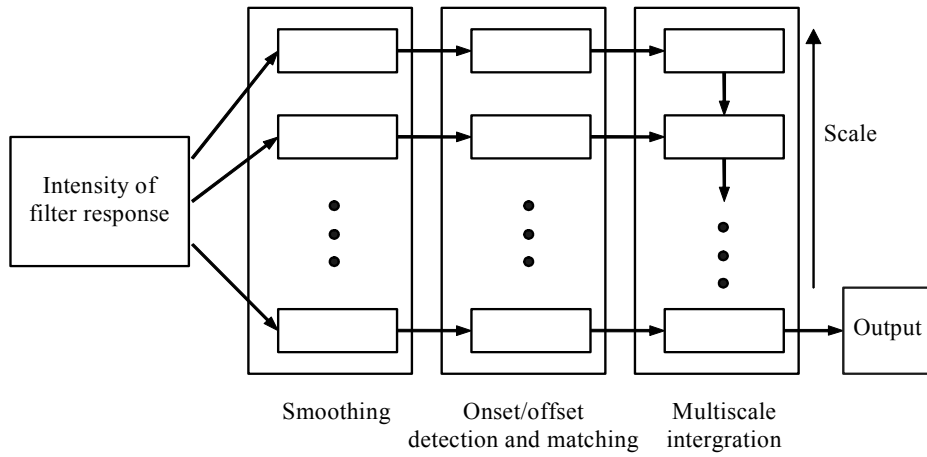 Intensity of
filter response
Scale
Output
Smoothing
Onset/offset
detection and matching
Multiscale
intergration